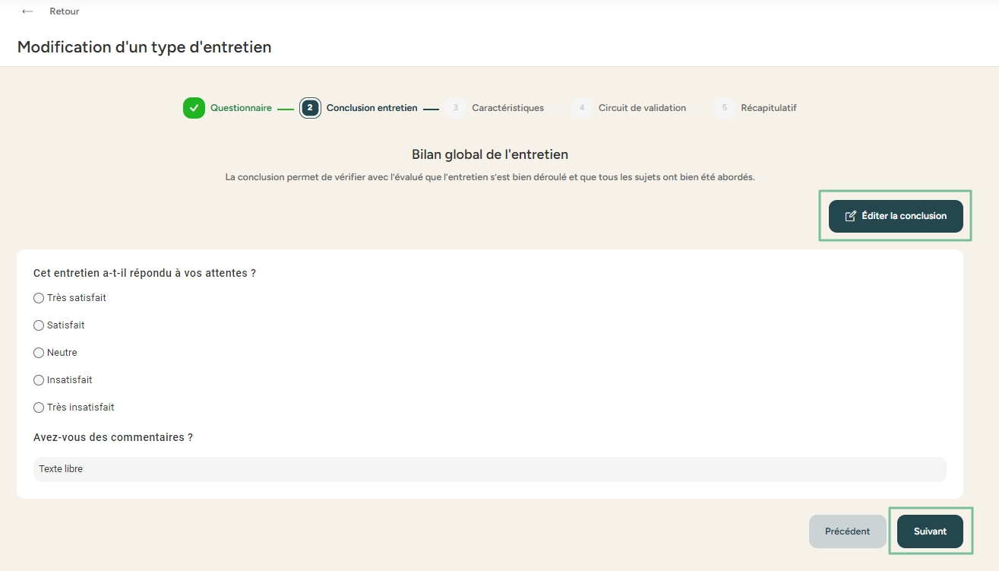 Retour
Modification d'un type d'entretien
Questionnaire 2 Conclusion entretien 3 Caractéristiques 4 Circuit de validation 5 Récapitulatif
Bilan global de l'entretien
La conclusion permet de vérifier avec l’évalué que l’entretien s’est bien déroulé et que tous les sujets ont bien été abordés.
Éditer la conclusion
Cet entretien a-t-il répondu à vos attentes ?
Très satisfait
Satisfait
Neutre
Insatisfait
Très insatisfait
Avez-vous des commentaires ?
Texte libre
Précédent Suivant